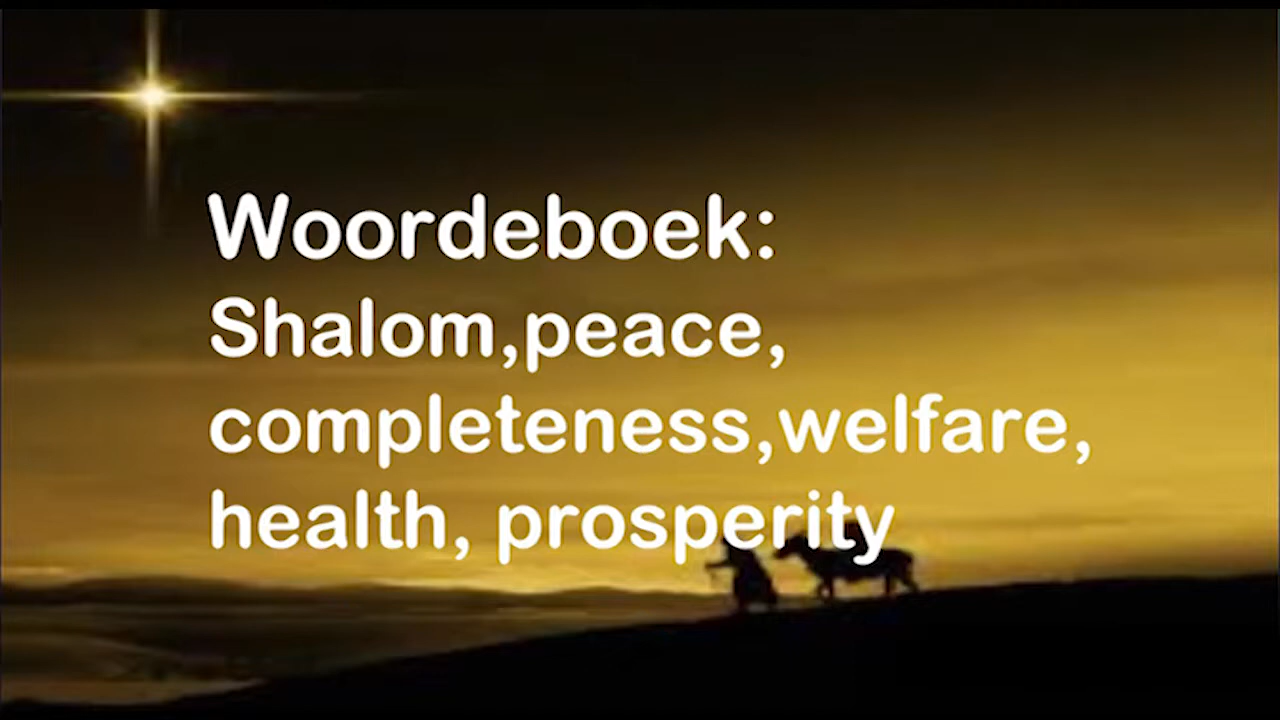 Woordeboek:
Shalom,peace,
completeness,welfare,
health, prosperity